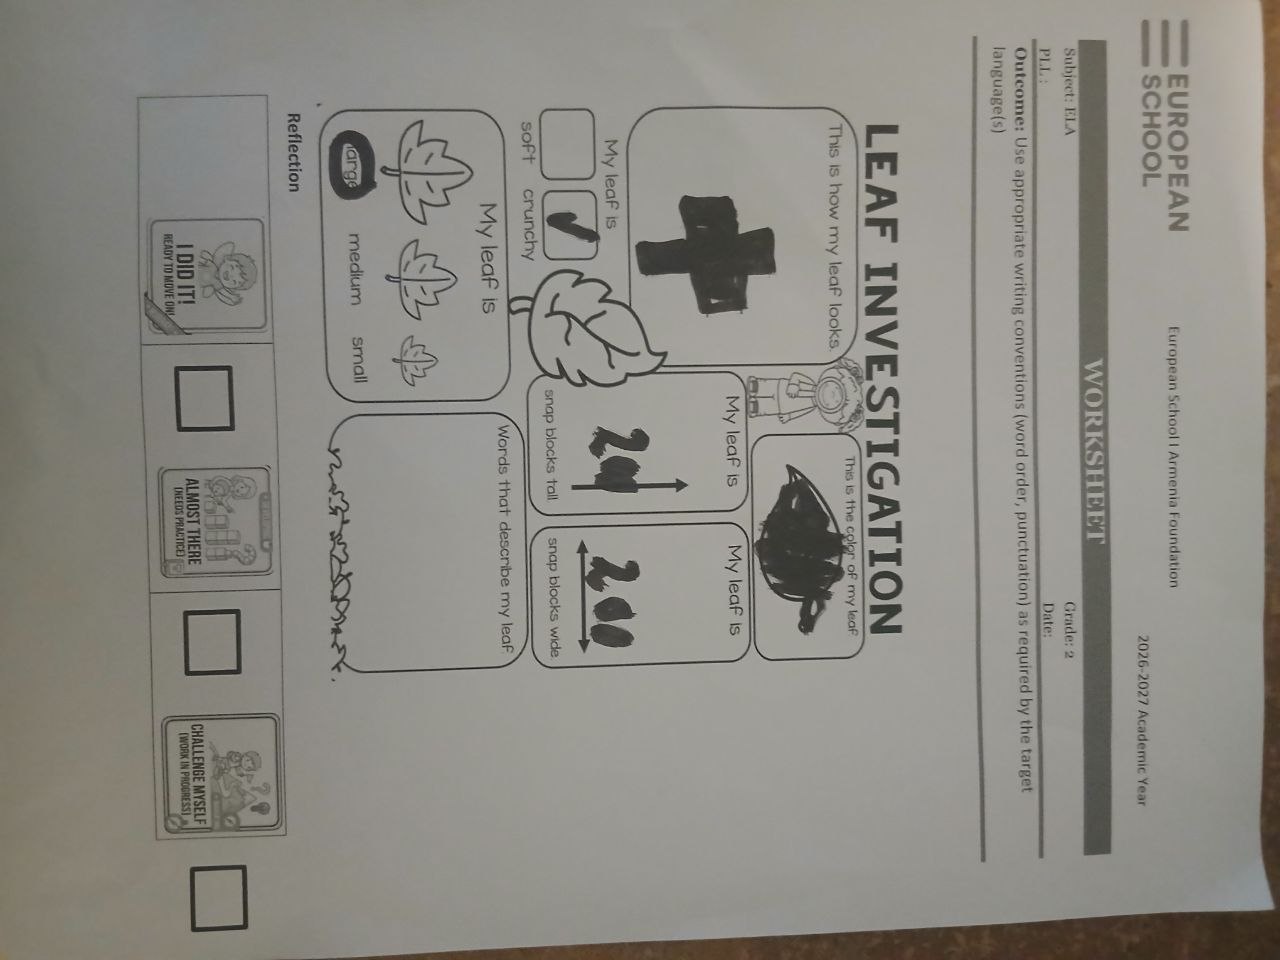 EUROPEAN
SCHOOL
European School I Armenia Foundation
2026-2027 Academic Year
WORKSHEET
Subject: ELA
Grade: 2
PLL :
Date:
Outcome: Use appropriate writing conventions (word order, punctuation) as required by the target
language(s)
LEAF INVESTIGATION
This is how my leaf looks.
This is the color of my leaf
My leaf is
soft
crunchy
My leaf is
snap blocks tall
My leaf is
200
snap blocks wide
My leaf is
large
medium
small
Words that describe my leaf
Reflection
I DID IT!
READY TO MOVE ON!
ALMOST THERE
(NEEDS PRACTICE)
CHALLENGE MYSELF
(WORK IN PROGRESS)